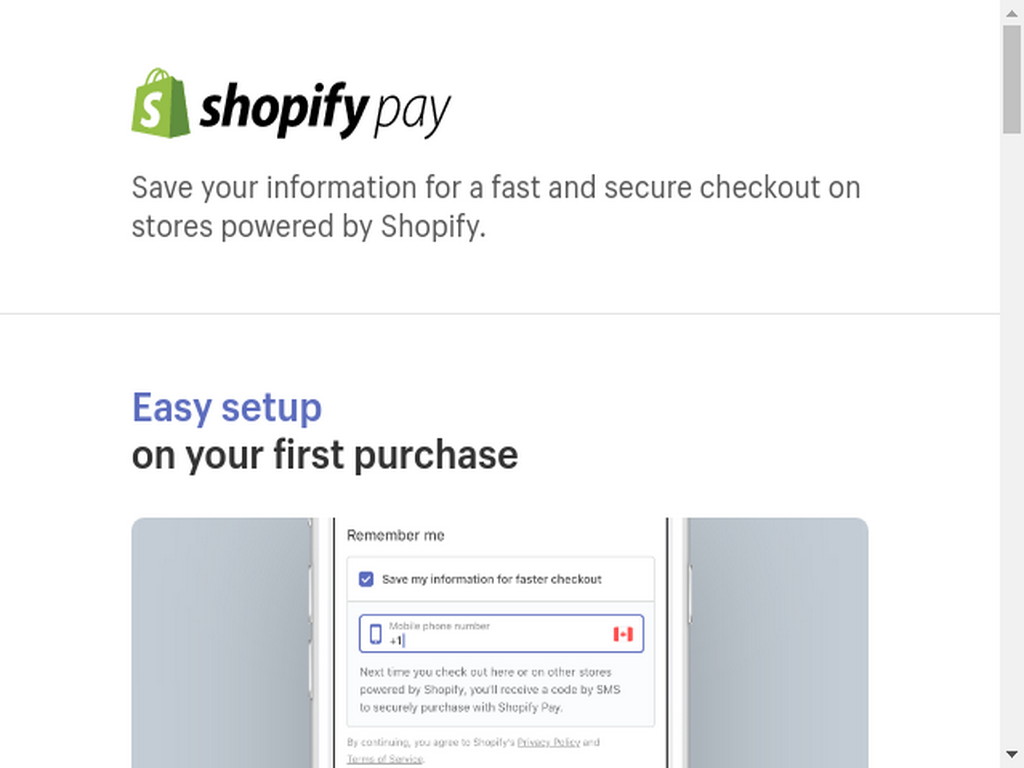 shopify pay
Save your information for a fast and secure checkout on
stores powered by Shopify.
Easy setup
on your first purchase
Remember me
Save my information for faster checkout
Mobile phone number
+1
Next time you check out here or on other stores
powered by Shopify, you'll receive a code by SMS
to securely purchase with Shopify Pay.
By continuing, you agree to Shopify's Privacy Policy and
Terms of Service.